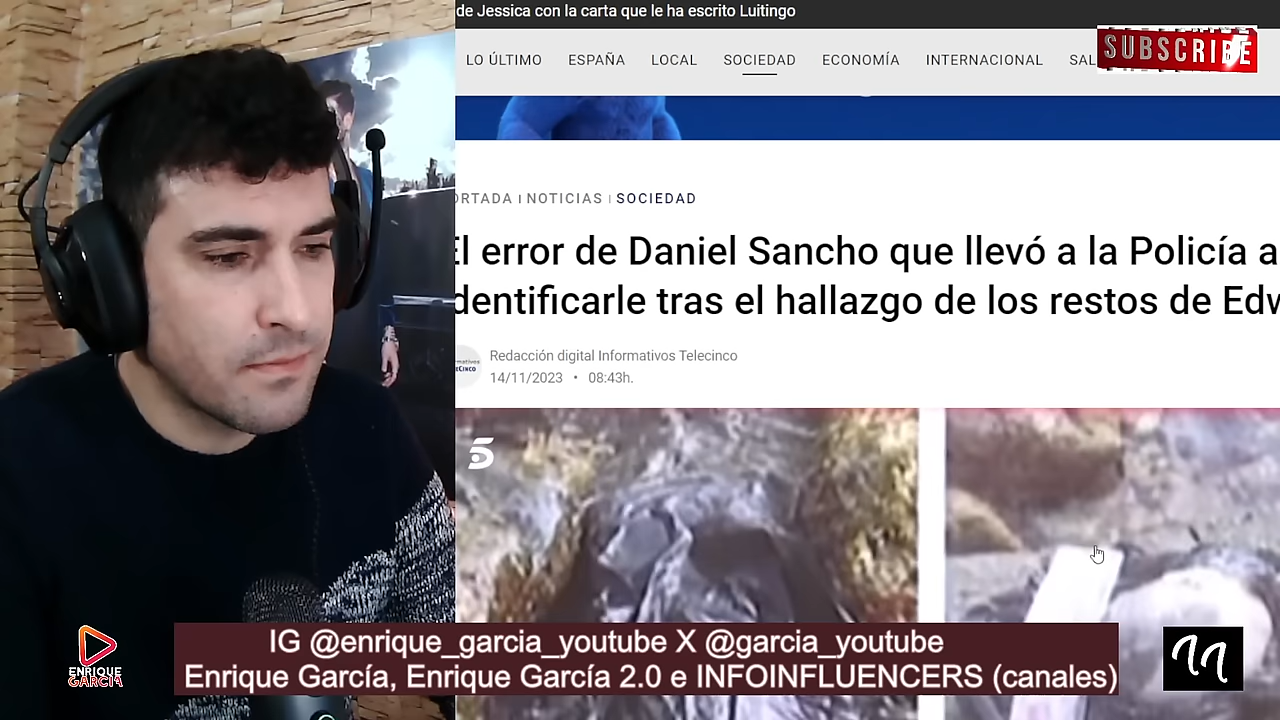 de Jessica con la carta que le ha escrito Luitingo
LO ÚLTIMO ESPAÑA LOCAL SOCIEDAD ECONOMÍA INTERNACIONAL SAL
SUBSCRIBE
ORTADA | NOTICIAS | SOCIEDAD
El error de Daniel Sancho que llevó a la Policía a
dentificarle tras el hallazgo de los restos de Edw
Redacción digital Informativos Telecinco
14/11/2023 • 08:43h.
5
IG @enrique_garcia_youtube X @garcia_youtube
Enrique García, Enrique García 2.0 e INFOINFLUENCERS (canales)
ENRIQUE
GARCIA